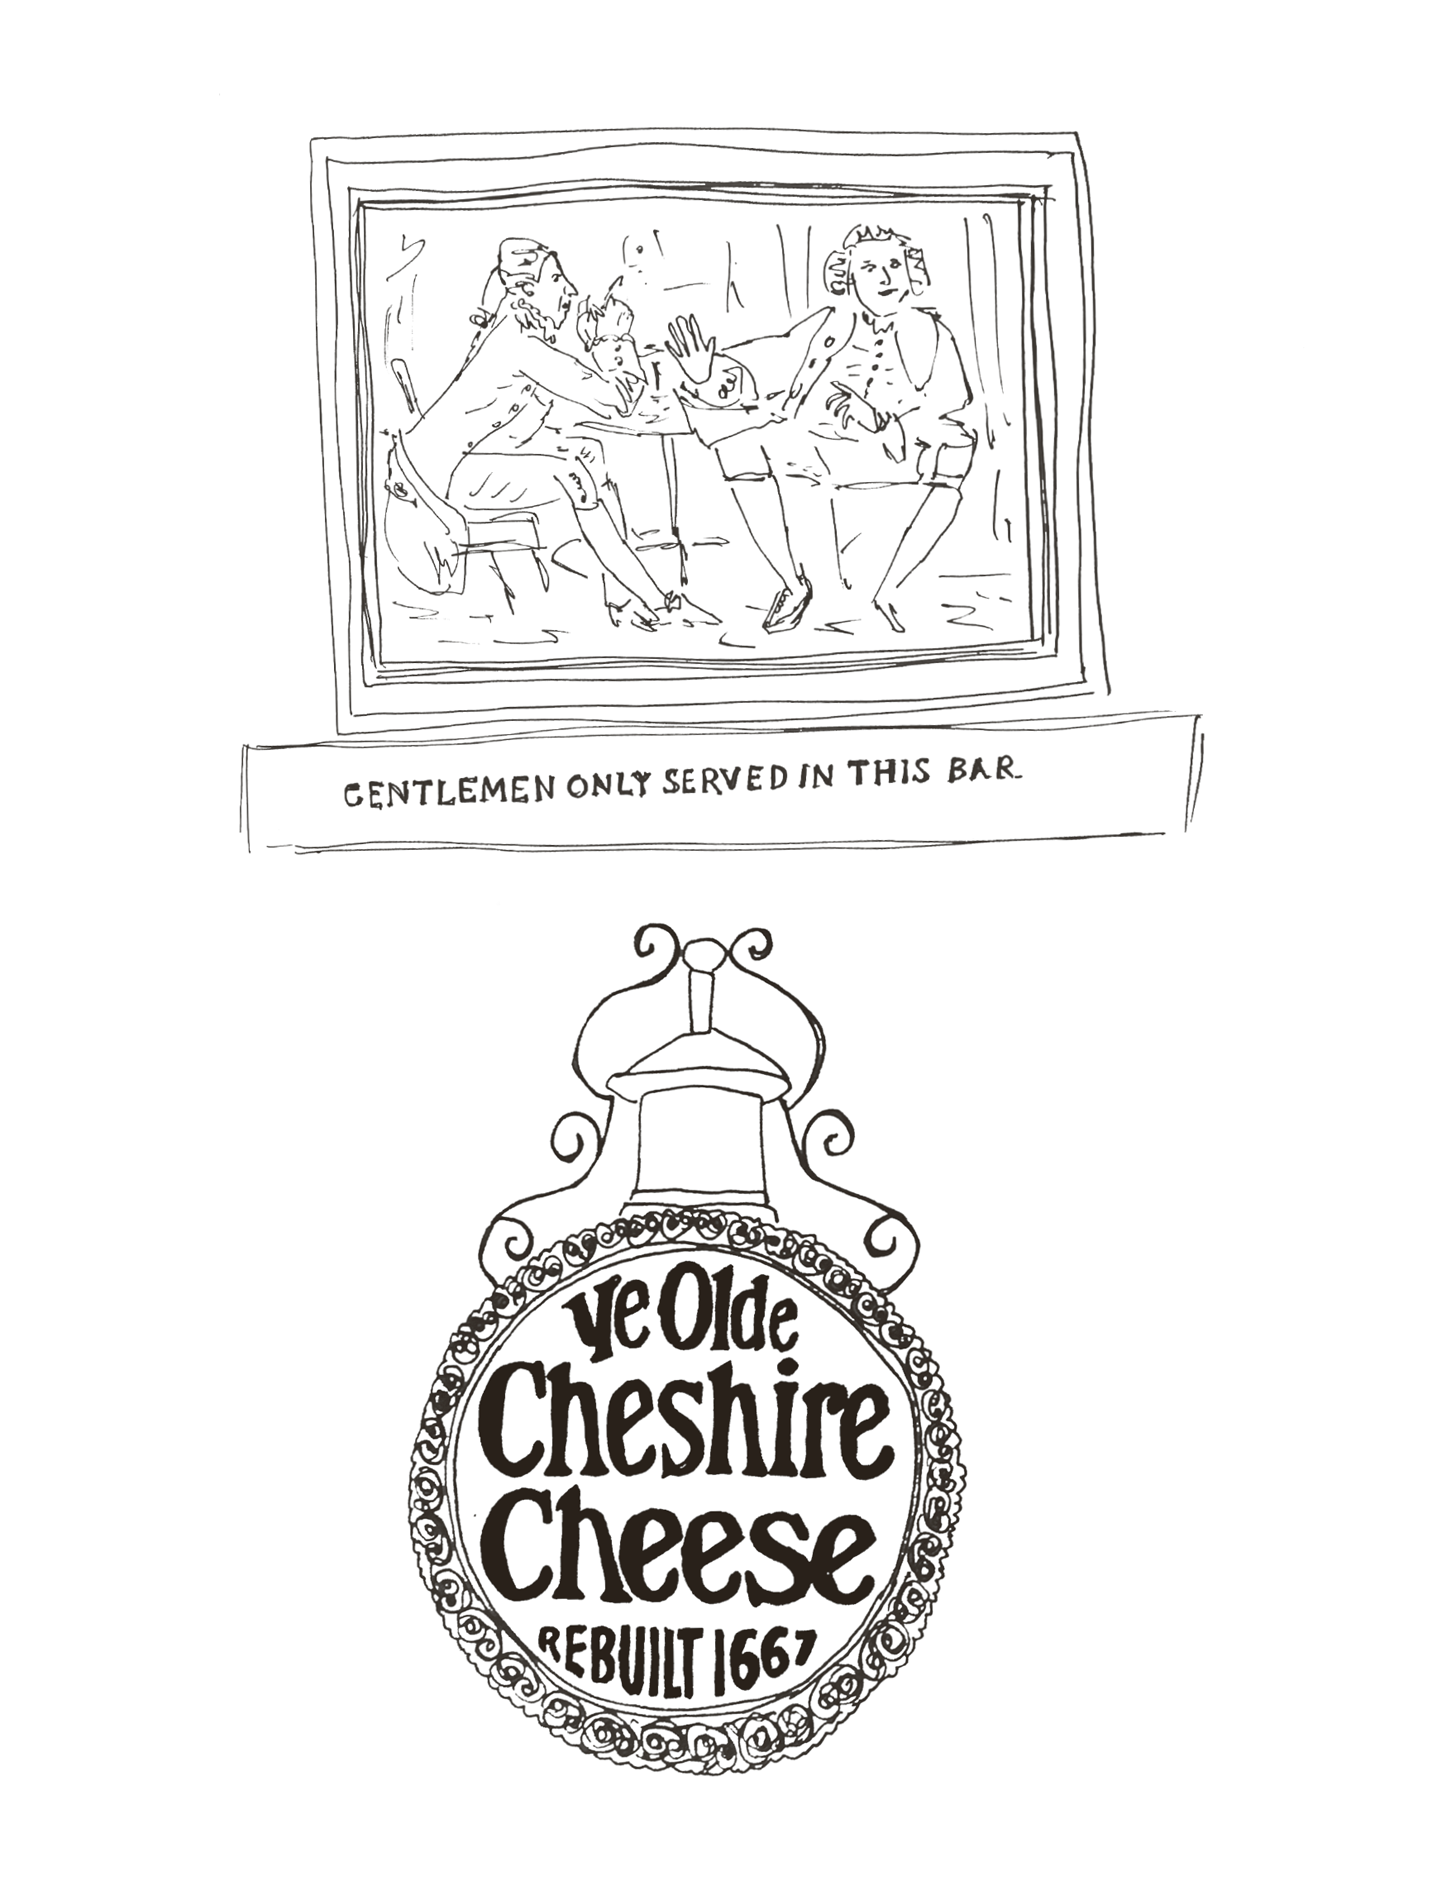 GENTLEMEN ONLY SERVED IN THIS BAR.
ye Olde
Cheshire
Cheese
REBUILT 1667